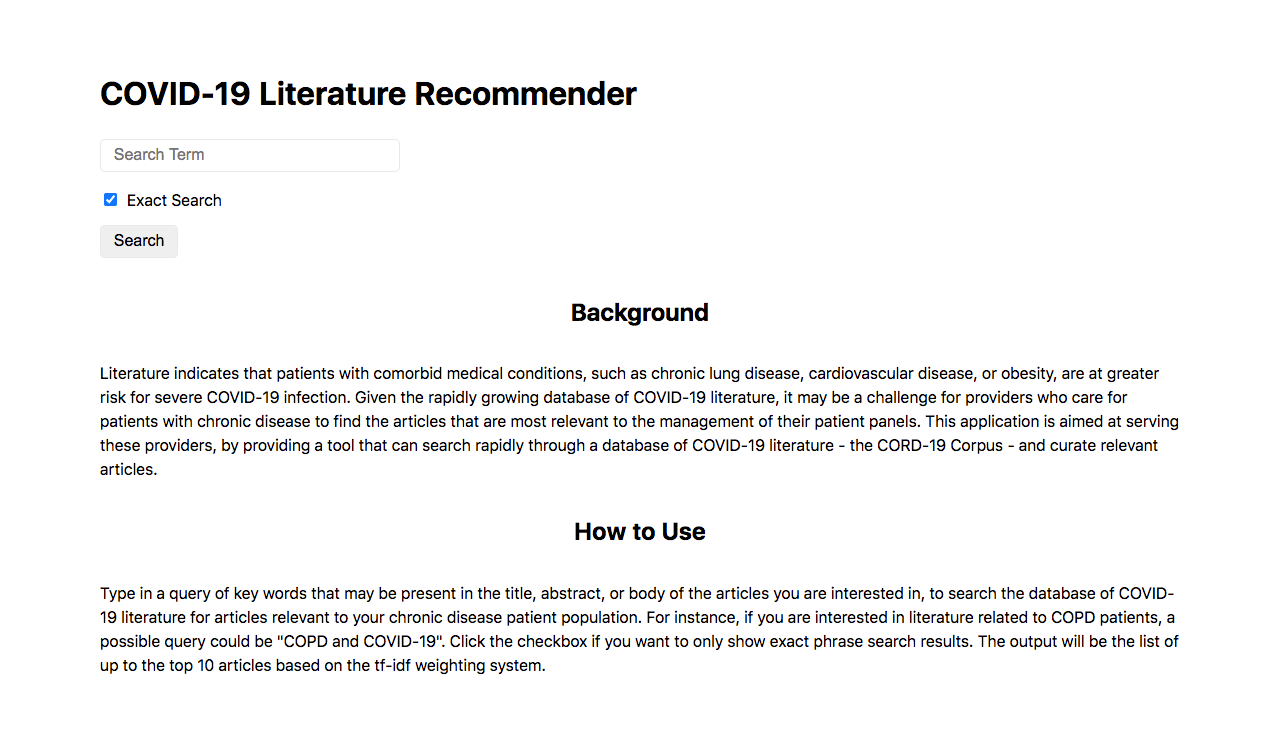 COVID-19 Literature Recommender
Search Term
Exact Search
Search
Background
Literature indicates that patients with comorbid medical conditions, such as chronic lung disease, cardiovascular disease, or obesity, are at greater
risk for severe COVID-19 infection. Given the rapidly growing database of COVID-19 literature, it may be a challenge for providers who care for
patients with chronic disease to find the articles that are most relevant to the management of their patient panels. This application is aimed at serving
these providers, by providing a tool that can search rapidly through a database of COVID-19 literature - the CORD-19 Corpus - and curate relevant
articles.
How to Use
Type in a query of key words that may be present in the title, abstract, or body of the articles you are interested in, to search the database of COVID-
19 literature for articles relevant to your chronic disease patient population. For instance, if you are interested in literature related to COPD patients, a
possible query could be "COPD and COVID-19". Click the checkbox if you want to only show exact phrase search results. The output will be the list of
up to the top 10 articles based on the tf-idf weighting system.